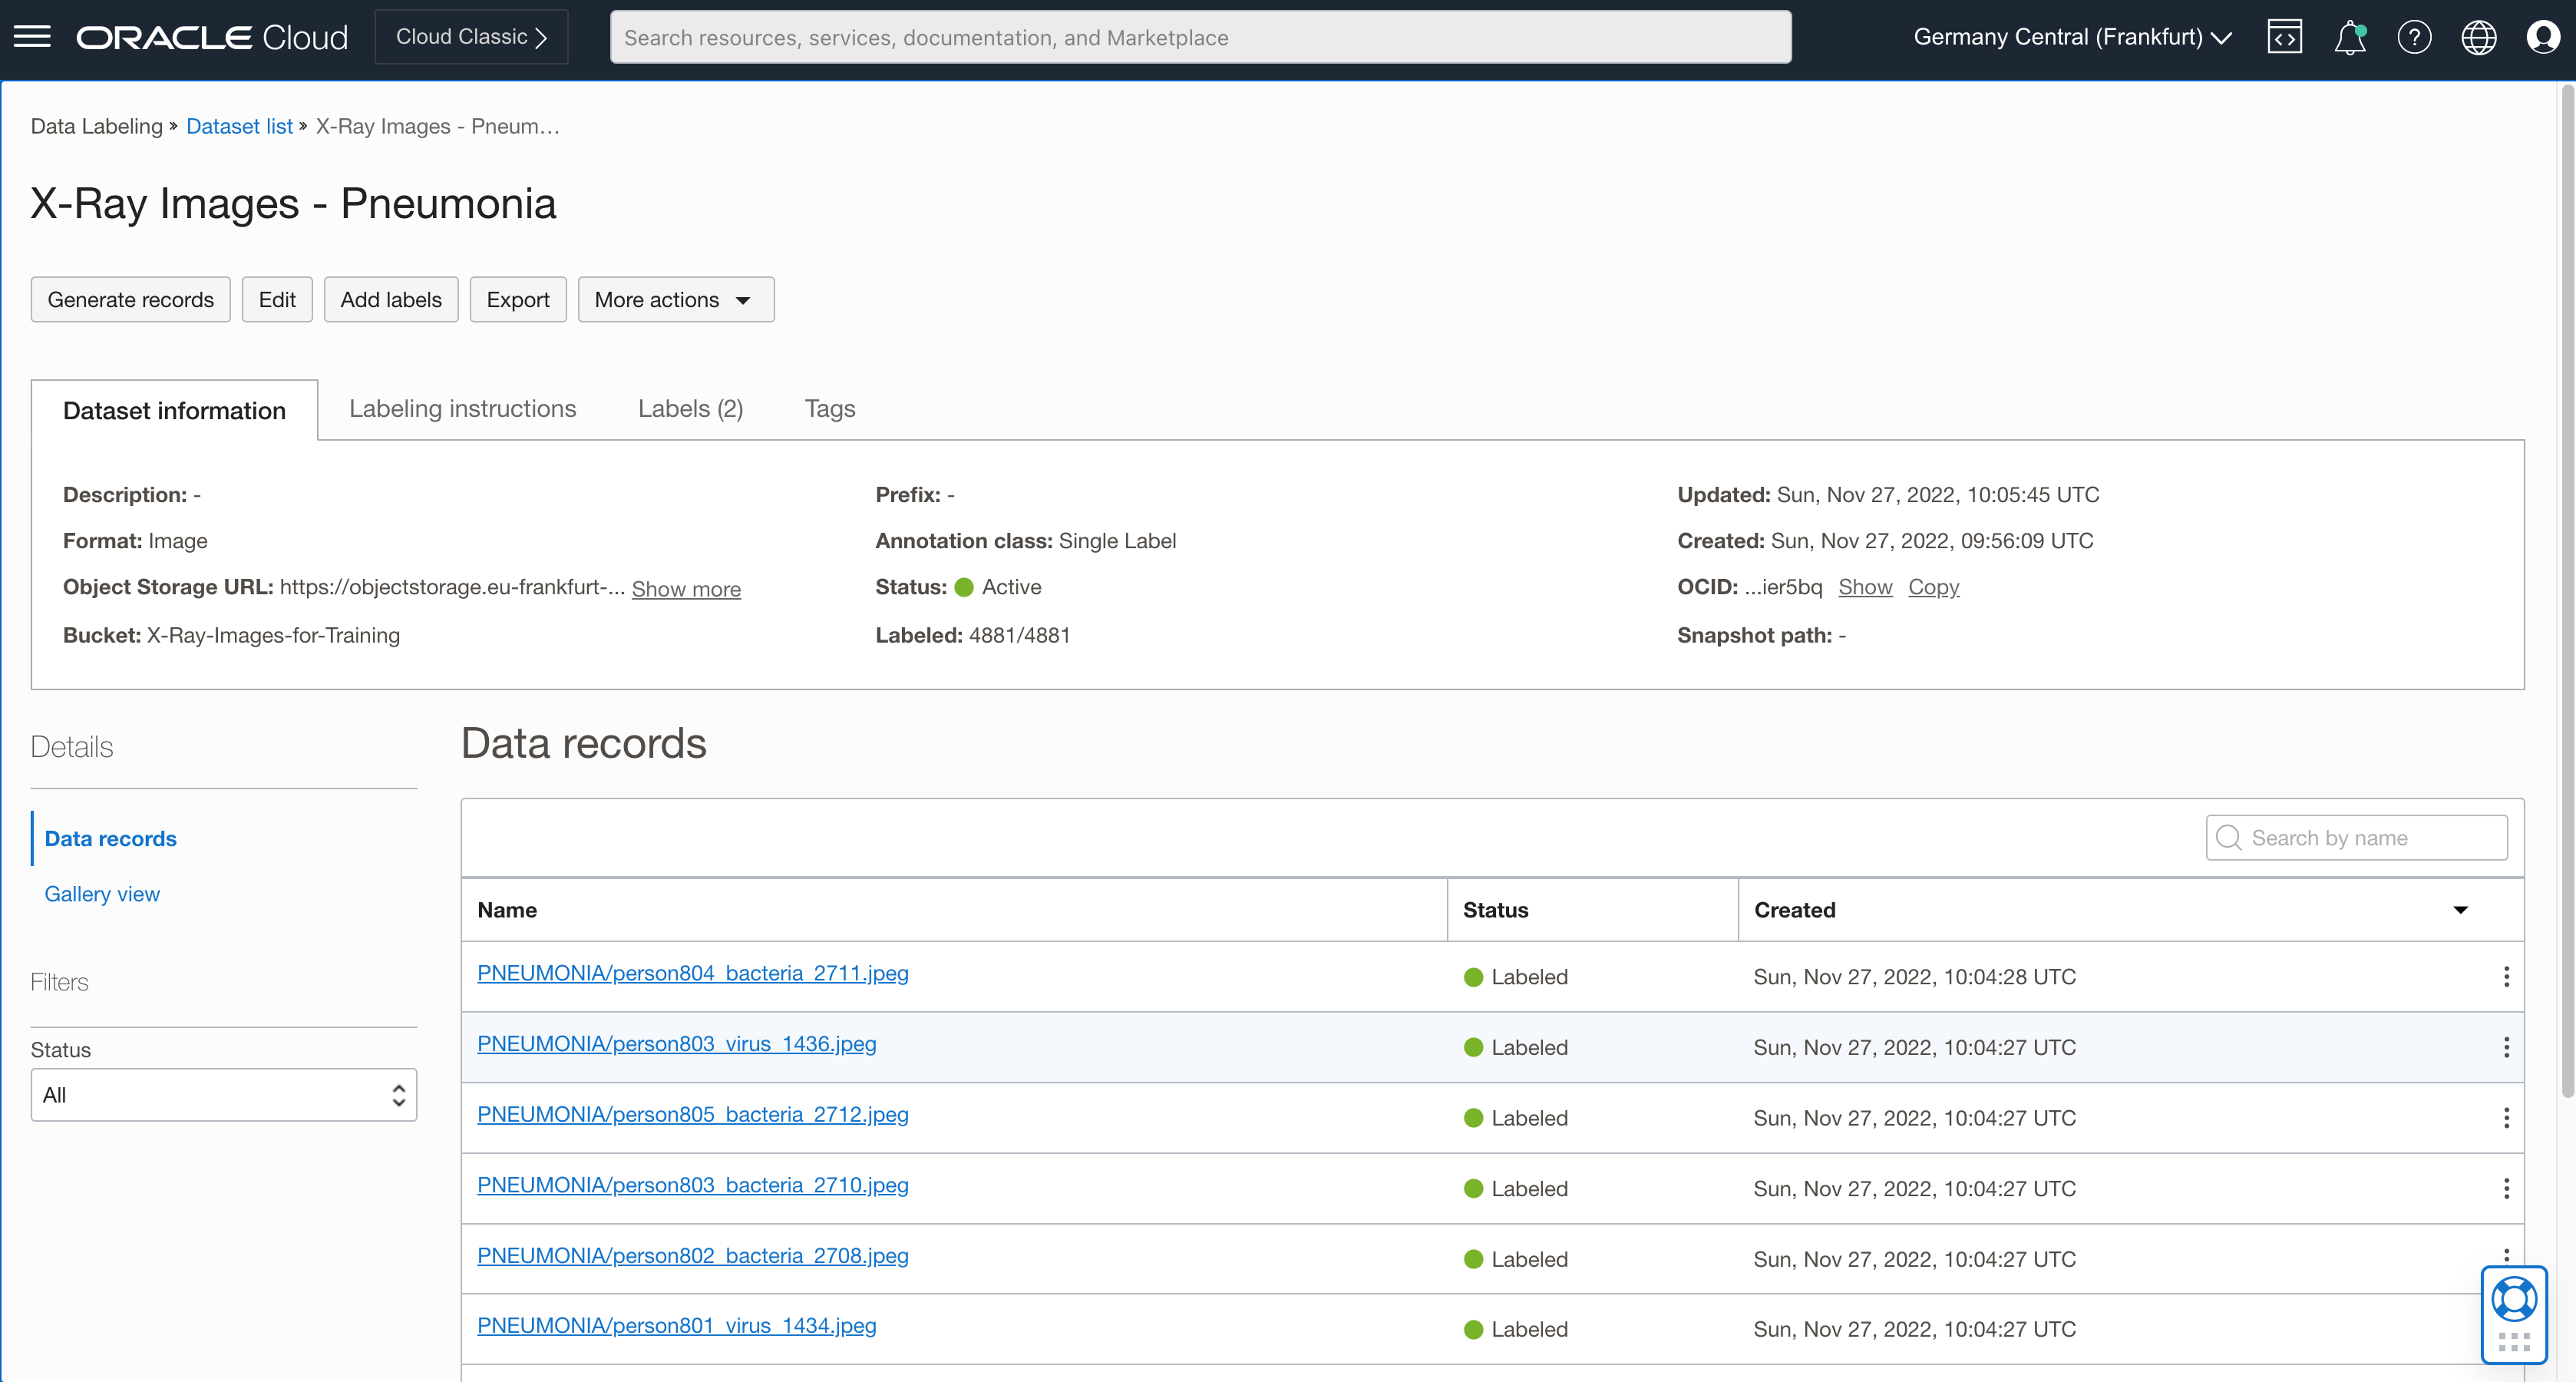 ORACLE Cloud
Cloud Classic
Search resources, services, documentation, and Marketplace
Germany Central (Frankfurt)
Data Labeling » Dataset list » X-Ray Images - Pneum…
X-Ray Images - Pneumonia
Generate records
Edit
Add labels
Export
More actions
Dataset information
Labeling instructions
Labels (2)
Tags
Description: -
Format: Image
Object Storage URL: https://objectstorage.eu-frankfurt-... Show more
Bucket: X-Ray-Images-for-Training
Prefix: -
Annotation class: Single Label
Status: Active
Labeled: 4881/4881
Updated: Sun, Nov 27, 2022, 10:05:45 UTC
Created: Sun, Nov 27, 2022, 09:56:09 UTC
OCID: ...ier5bq Show Copy
Snapshot path: -
Details
Data records
Gallery view
Filters
Status
All
Data records
Search by name
Name Status Created
PNEUMONIA/person804_bacteria_2711.jpeg Labeled Sun, Nov 27, 2022, 10:04:28 UTC
PNEUMONIA/person803_virus_1436.jpeg Labeled Sun, Nov 27, 2022, 10:04:27 UTC
PNEUMONIA/person805_bacteria_2712.jpeg Labeled Sun, Nov 27, 2022, 10:04:27 UTC
PNEUMONIA/person803_bacteria_2710.jpeg Labeled Sun, Nov 27, 2022, 10:04:27 UTC
PNEUMONIA/person802_bacteria_2708.jpeg Labeled Sun, Nov 27, 2022, 10:04:27 UTC
PNEUMONIA/person801_virus_1434.jpeg Labeled Sun, Nov 27, 2022, 10:04:27 UTC